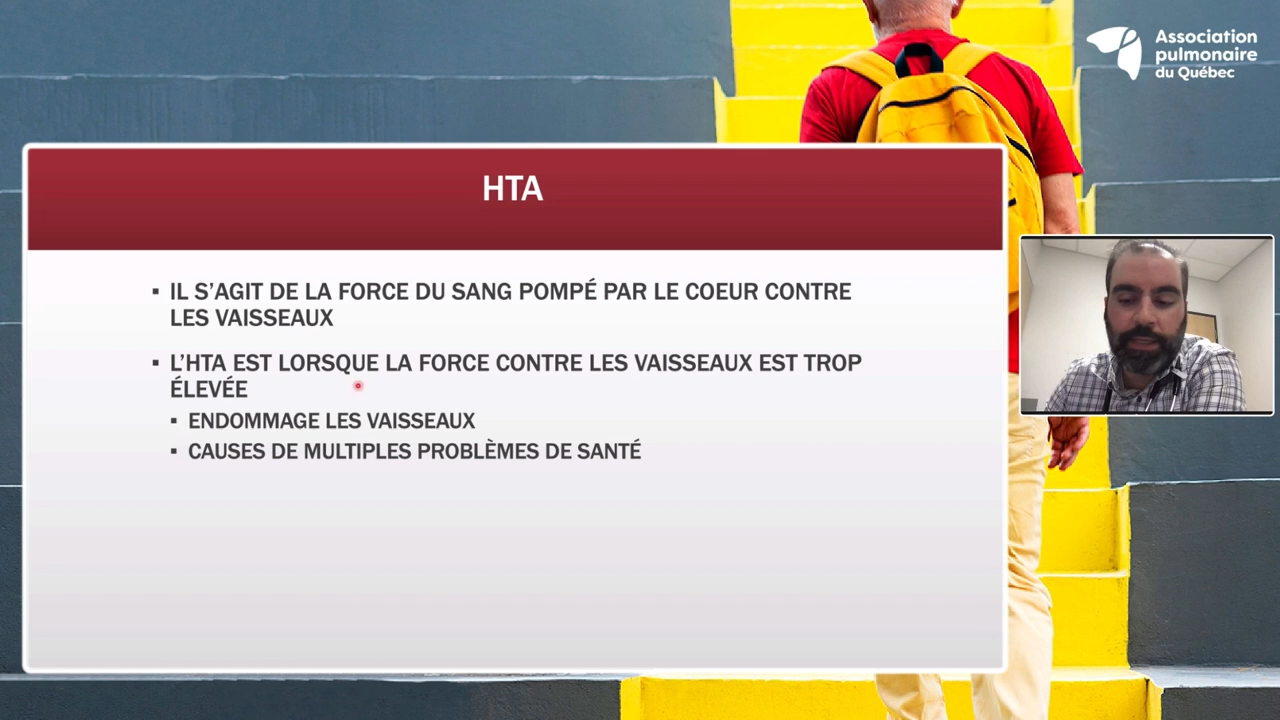 Association
pulmonaire
du Québec
HTA
▪ IL S’AGIT DE LA FORCE DU SANG POMPÉ PAR LE COEUR CONTRE
LES VAISSEAUX
▪ L’HTA EST LORSQUE LA FORCE CONTRE LES VAISSEAUX EST TROP
ÉLEVÉE
▪ ENDOMMAGE LES VAISSEAUX
▪ CAUSES DE MULTIPLES PROBLÈMES DE SANTÉ